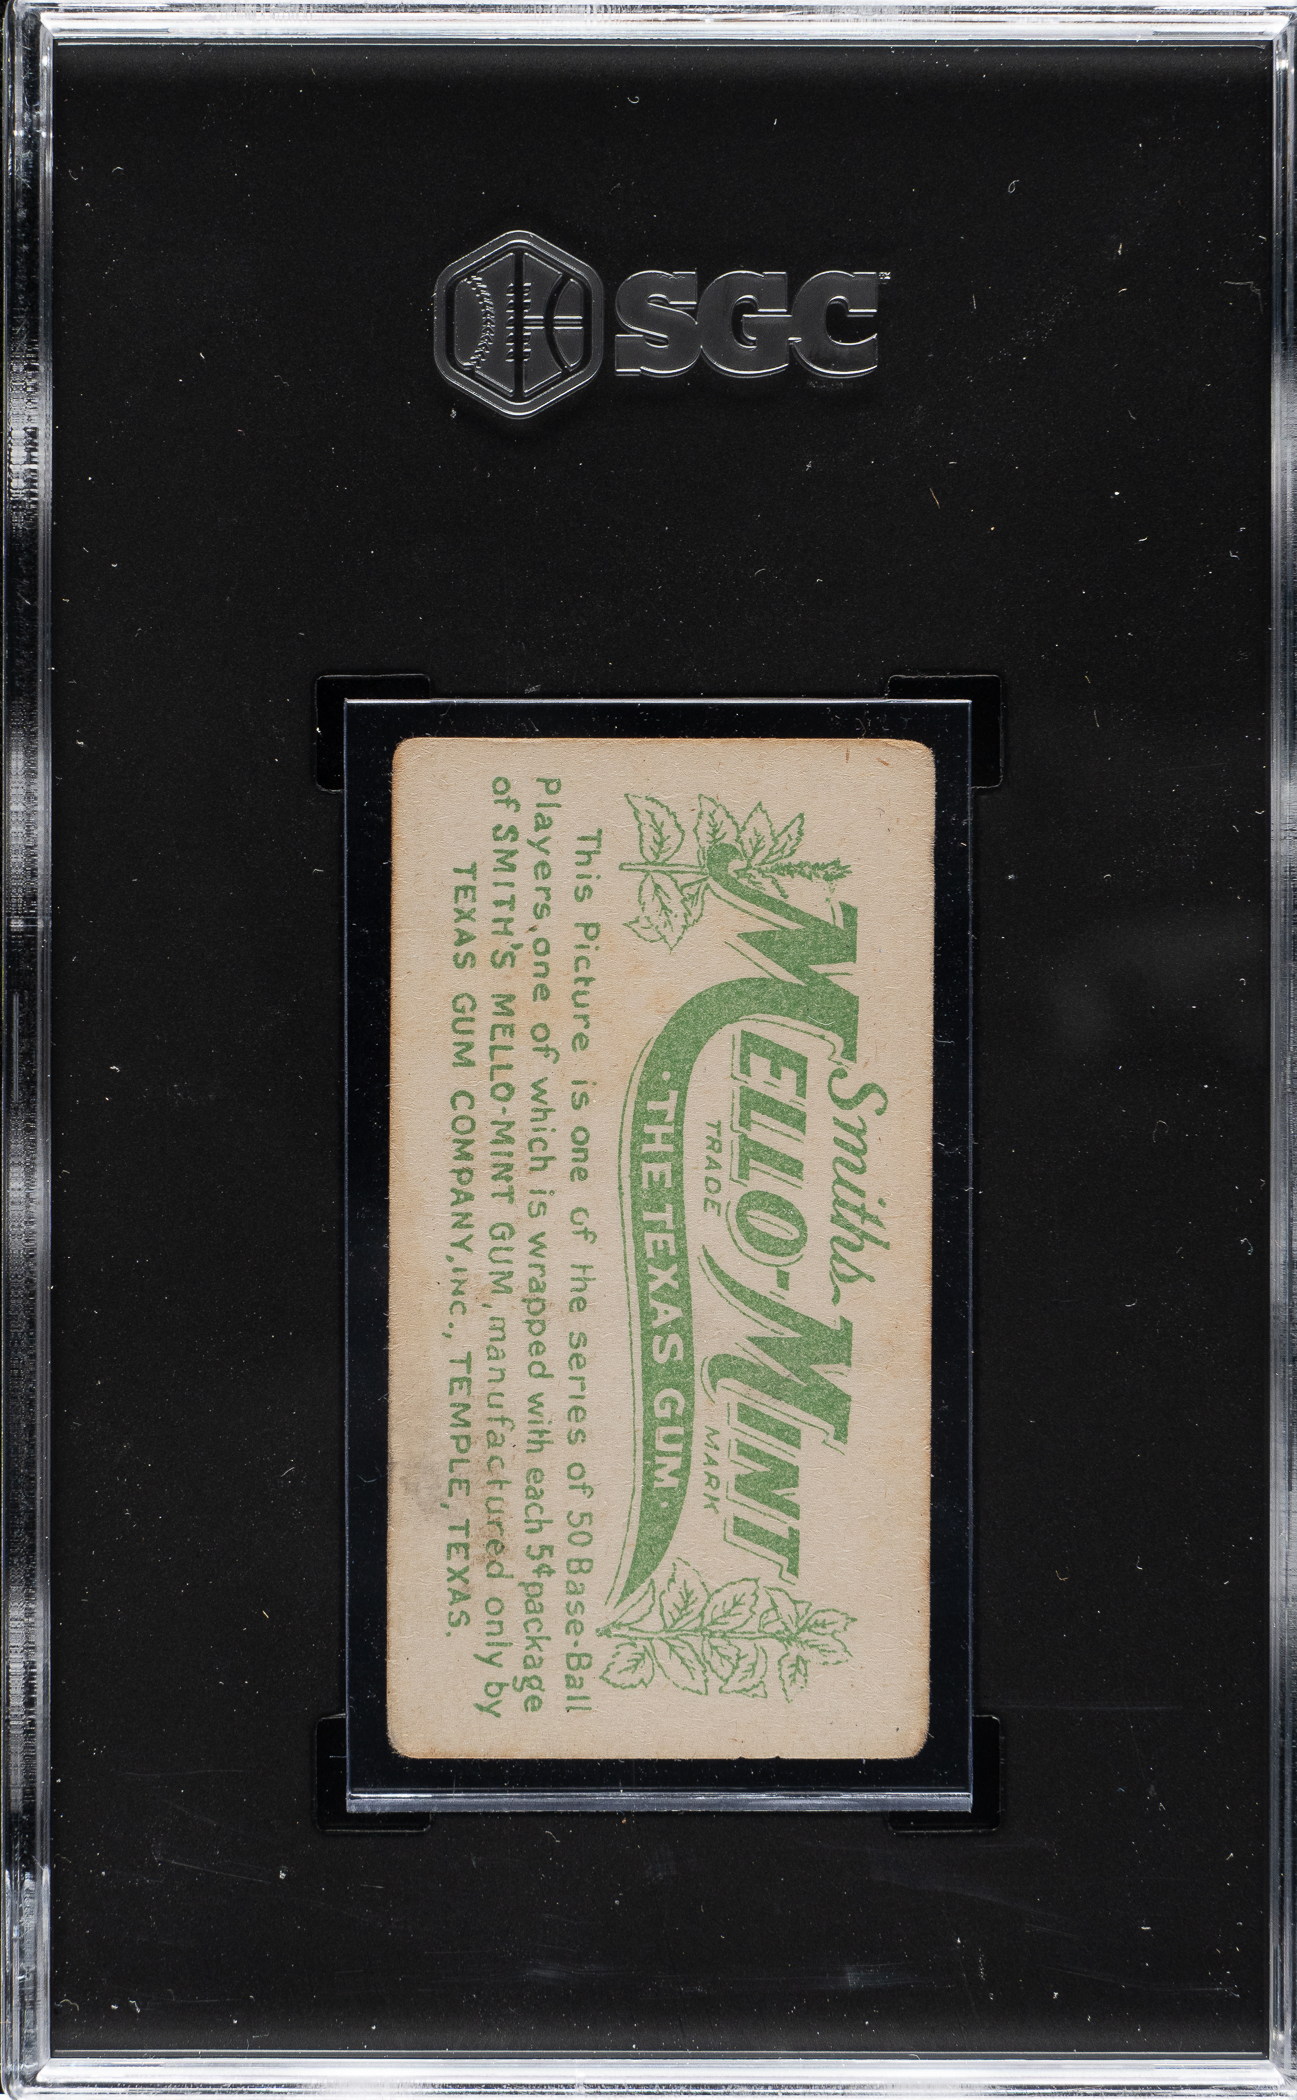 SGC
Smith's
MELLO-MINT
TRADE MARK
·THE TEXAS GUM·
This Picture is one of the series of 50 Base-Ball
Players, one of which is wrapped with each 5¢ package
of SMITH'S MELLO-MINT GUM, manufactured only by
TEXAS GUM COMPANY, INC., TEMPLE, TEXAS.